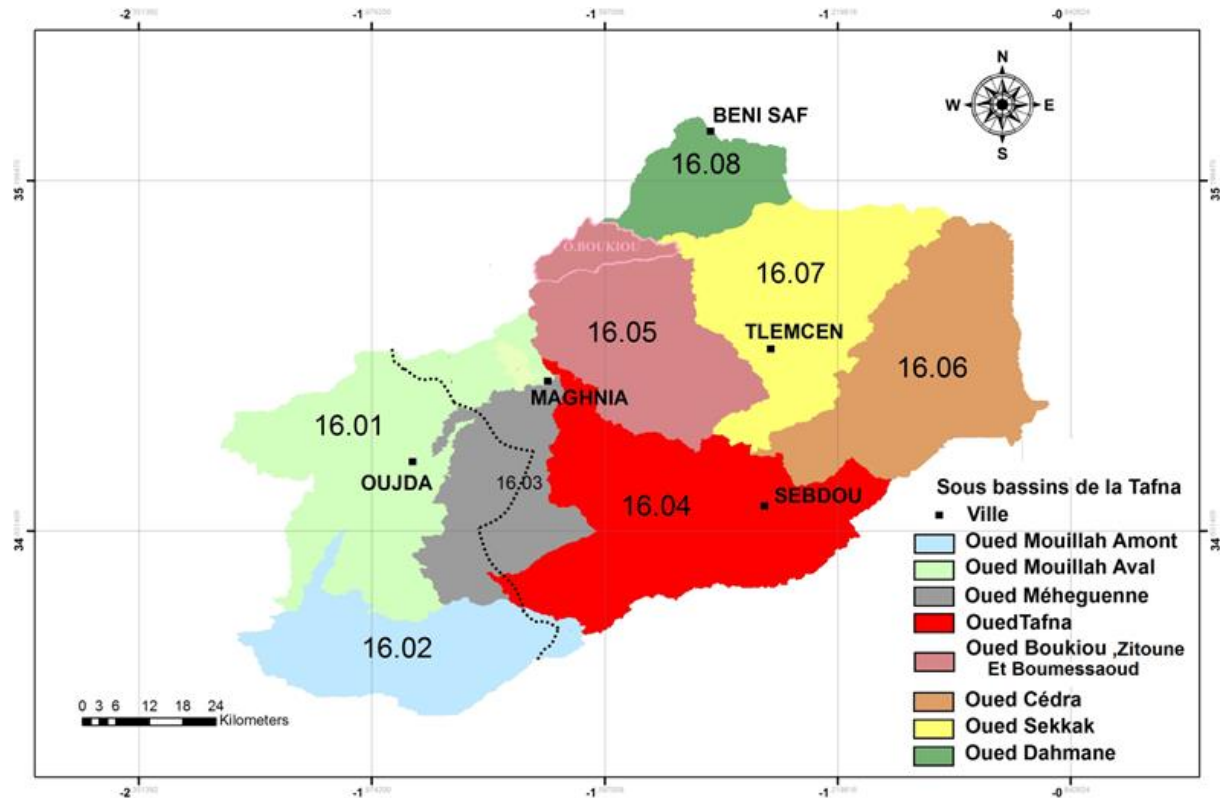 -2 -1 -1 -1 -0
N
W E
S
BENI SAF
16.08
35 35
O.BOUKIOU
16.07
16.05
TLEMCEN
16.06
MAGHNIA
16.01
OUJDA
16.03
16.04
SEBDOU
Sous bassins de la Tafna
Ville
34 34
Oued Mouillah Amont
Oued Mouillah Aval
Oued Méheguenne
OuedTafna
16.02
Oued Boukiou ,Zitoune
Et Boumessaoud
Oued Cédra
0 3 6 12 18 24
Kilometers
Oued Sekkak
Oued Dahmane
-2 -1 -1 -1 -0